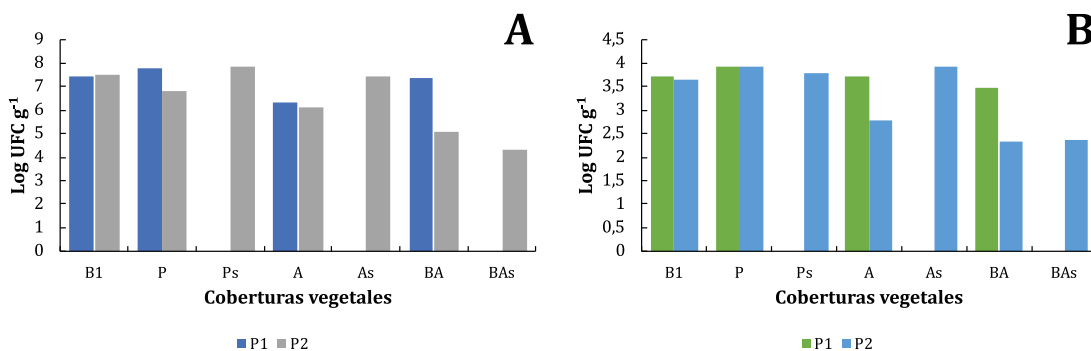 A
9
8
7
6
5
4
3
2
1
0
Log UFC g-1
B1 P Ps A As BA BAs
Coberturas vegetales
P1 P2
B
4,5
4
3,5
3
2,5
2
1,5
1
0,5
0
Log UFC g-1
B1 P Ps A As BA BAs
Coberturas vegetales
P1 P2